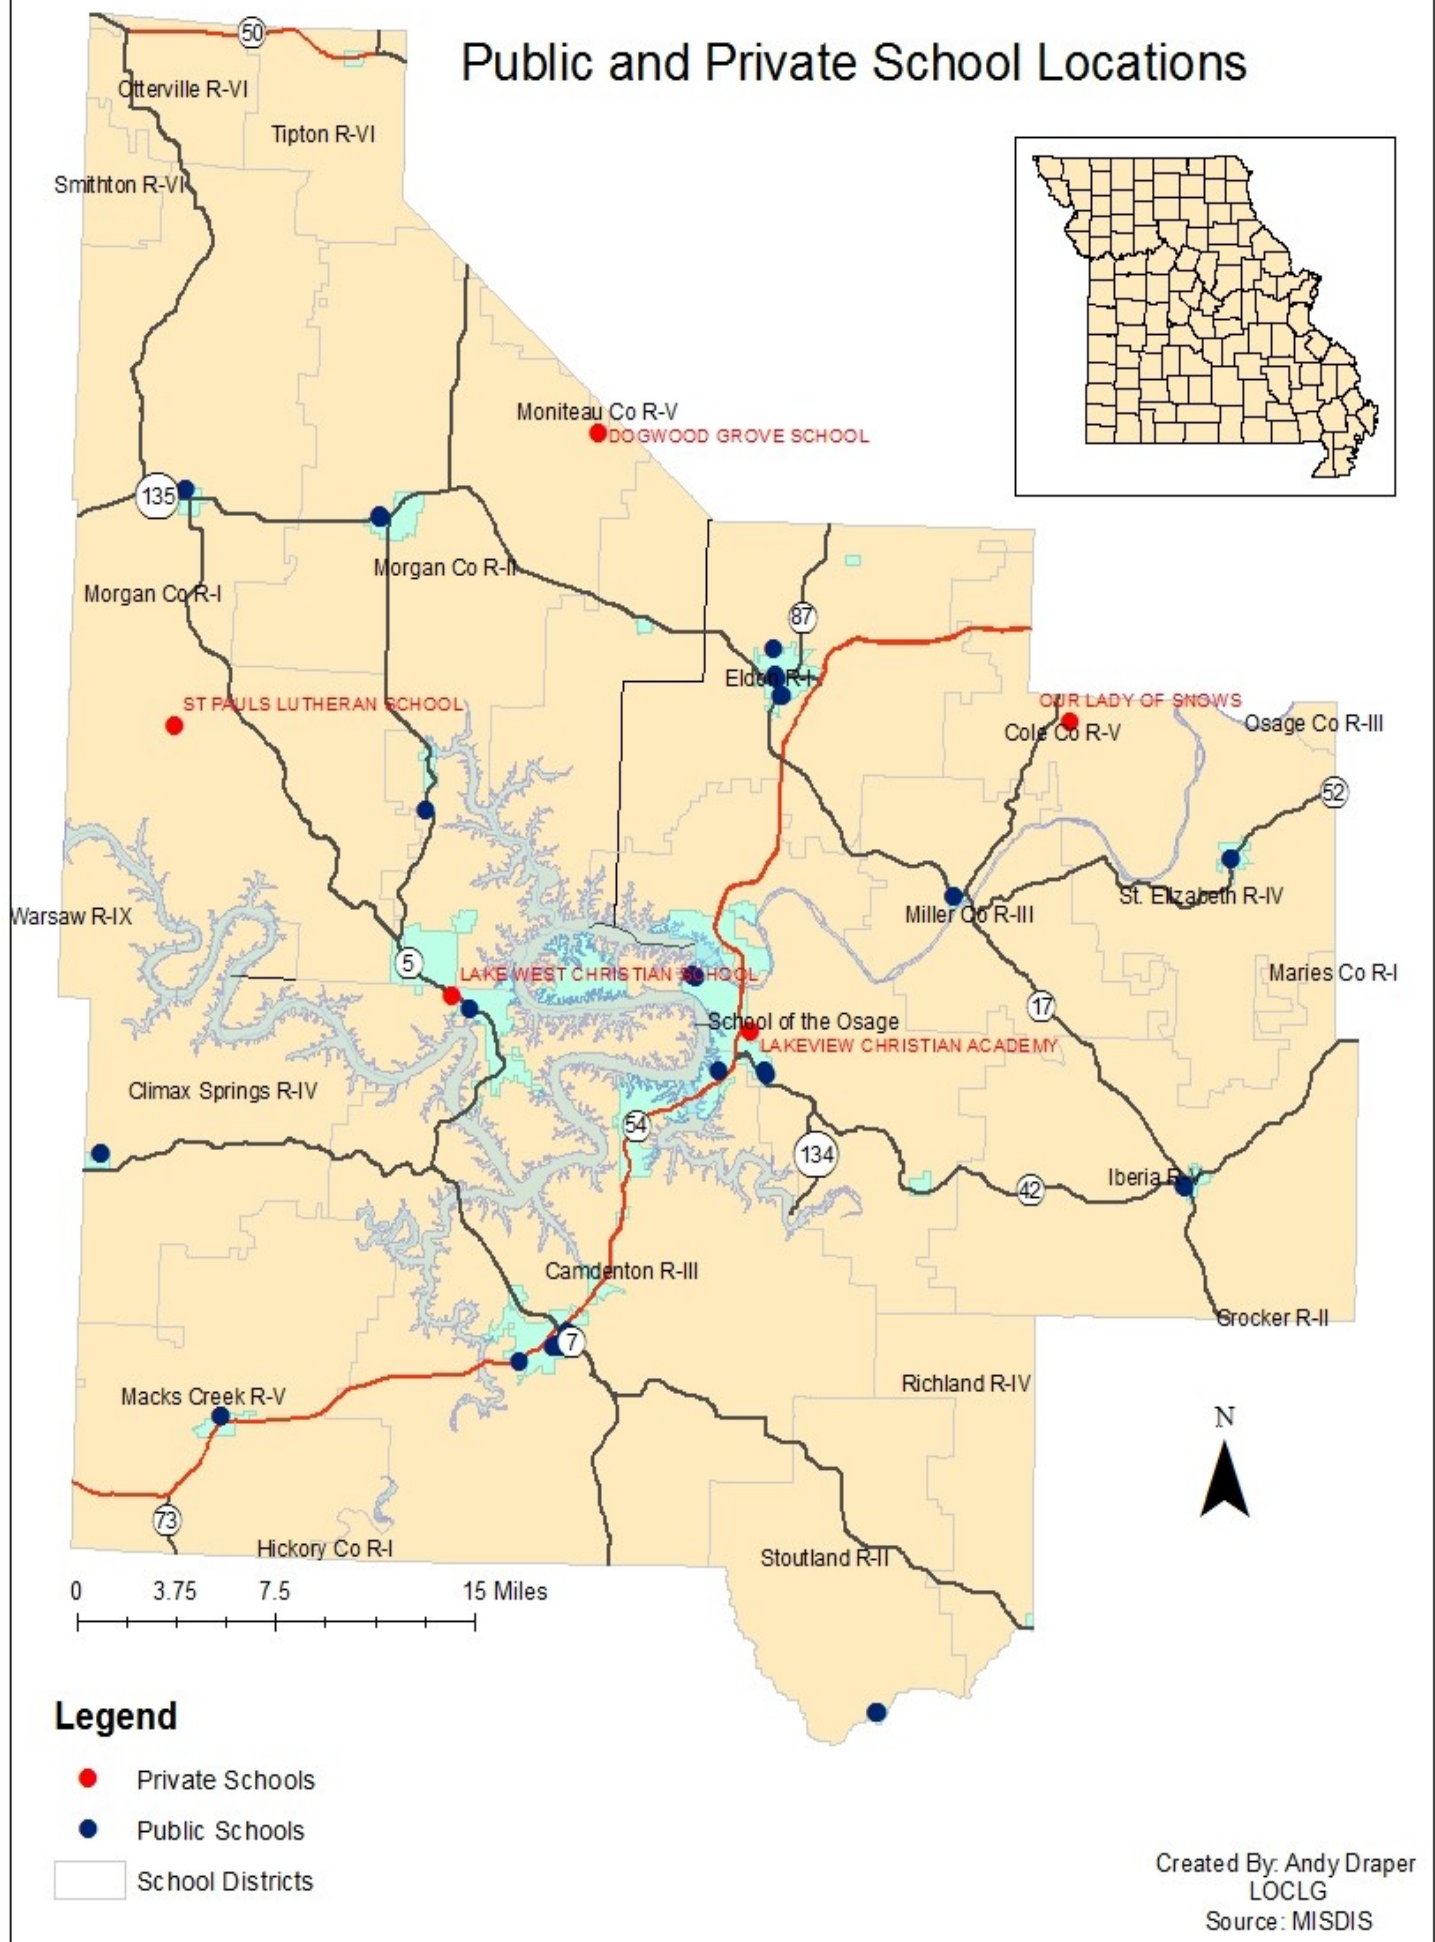 Public and Private School Locations
50
Otterville R-VI
Tipton R-VI
Smithton R-VI
Moniteau Co R-V
DOGWOOD GROVE SCHOOL
135
Morgan Co R-II
Morgan Co R-I
87
Eldon R-I
ST PAULS LUTHERAN SCHOOL
OUR LADY OF SNOWS
Cole Co R-V
Osage Co R-III
52
St. Elizabeth R-IV
Warsaw R-IX
Miller Co R-III
5
LAKE WEST CHRISTIAN SCHOOL
Maries Co R-I
17
School of the Osage
LAKEVIEW CHRISTIAN ACADEMY
Climax Springs R-IV
54
134
Iberia R-V
42
Camdenton R-III
Crocker R-II
7
Richland R-IV
Macks Creek R-V
N
73
Hickory Co R-I
Stoutland R-II
0 3.75 7.5 15 Miles
Legend
Private Schools
Public Schools
School Districts
Created By: Andy Draper
LOCLG
Source: MISDIS